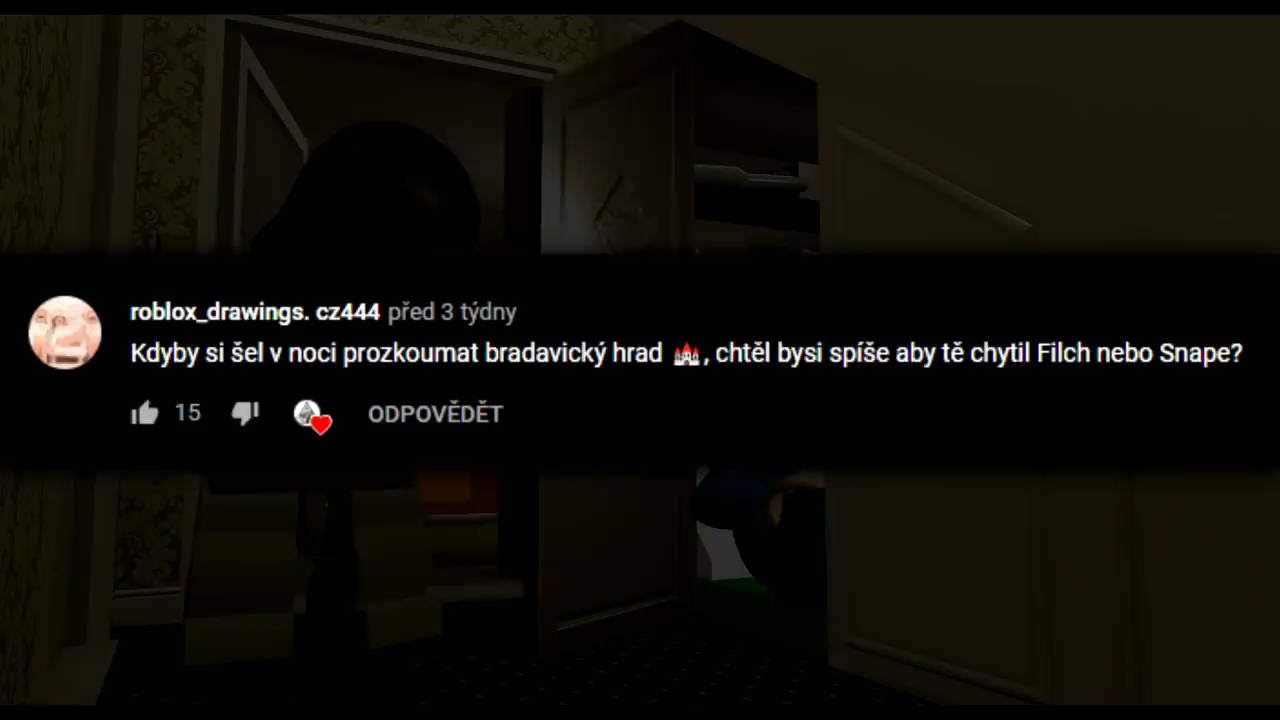 roblox_drawings. cz444 před 3 týdny
Kdyby si šel v noci prozkoumat bradavický hrad 🏰, chtěl bysi spíše aby tě chytil Filch nebo Snape?
15 ODPOVĚDĚT